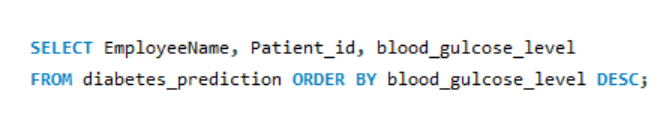 SELECT EmployeeName, Patient_id, blood_gulcose_level
FROM diabetes_prediction ORDER BY blood_gulcose_level DESC;